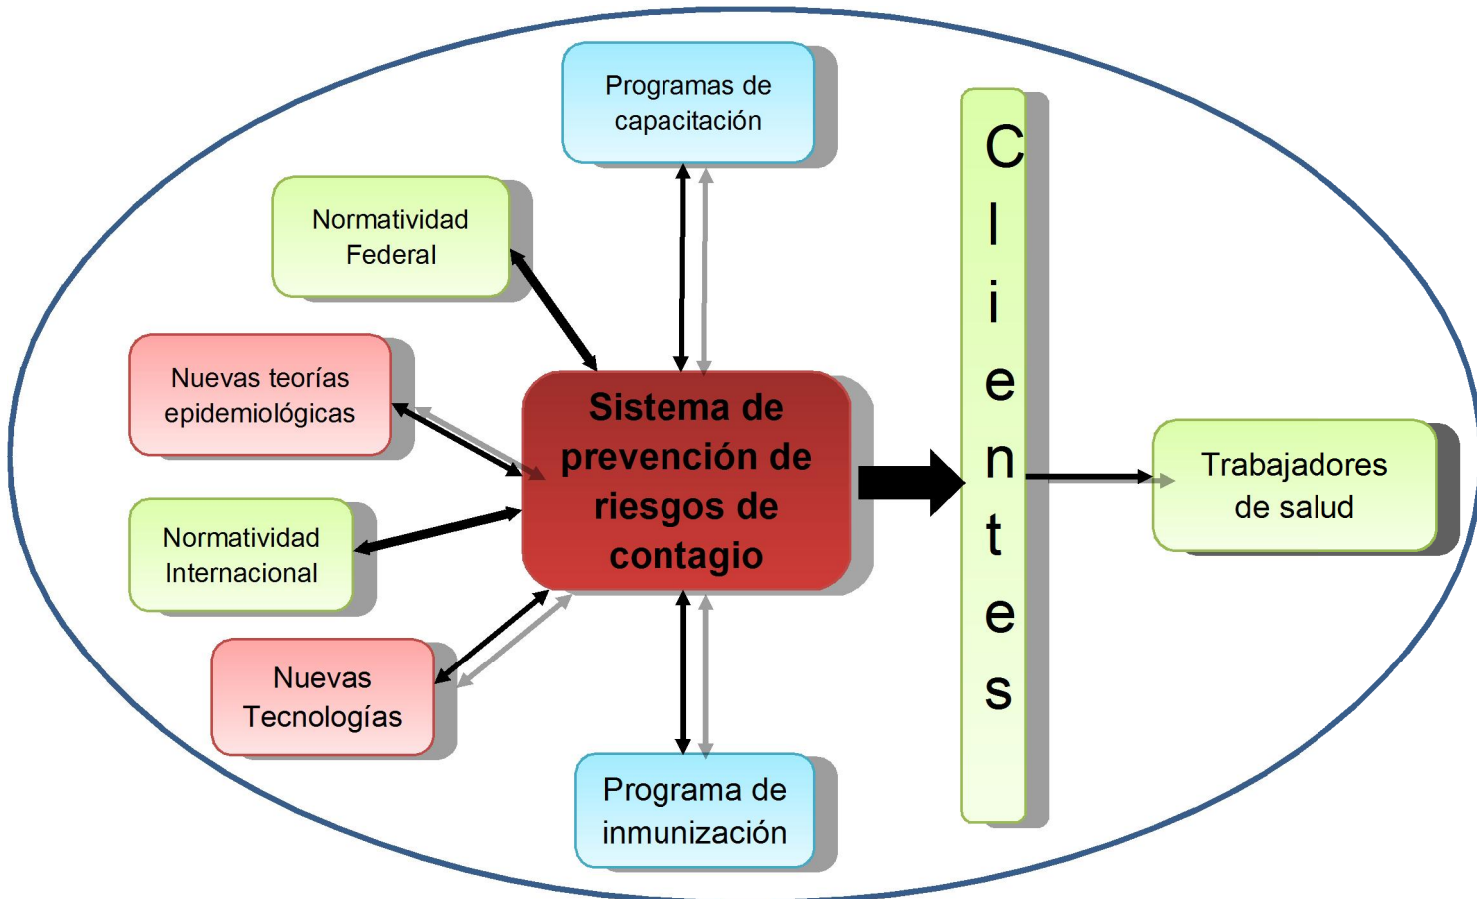 Programas de
capacitación
Normatividad
Federal
Nuevas teorías
epidemiológicas
Normatividad
Internacional
Nuevas
Tecnologías
Sistema de
prevención de
riesgos de
contagio
Programa de
inmunización
Clientes
Trabajadores
de salud